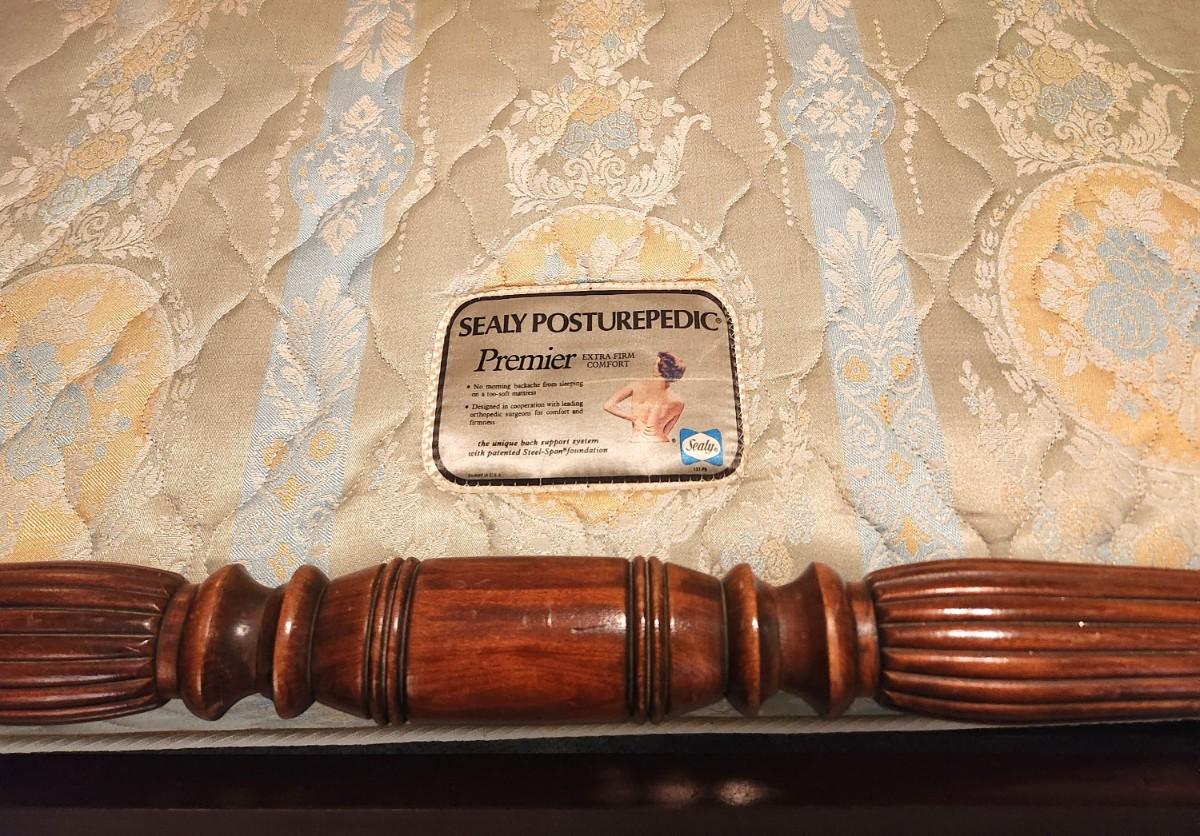 SEALY POSTUREPEDIC®
Premier EXTRA FIRM
COMFORT
• No morning backache from sleeping
on a too-soft mattress
• Designed in cooperation with leading
orthopedic surgeons for comfort and
firmness
the unique back support system
with patented Steel-Span® foundation
Sealy®